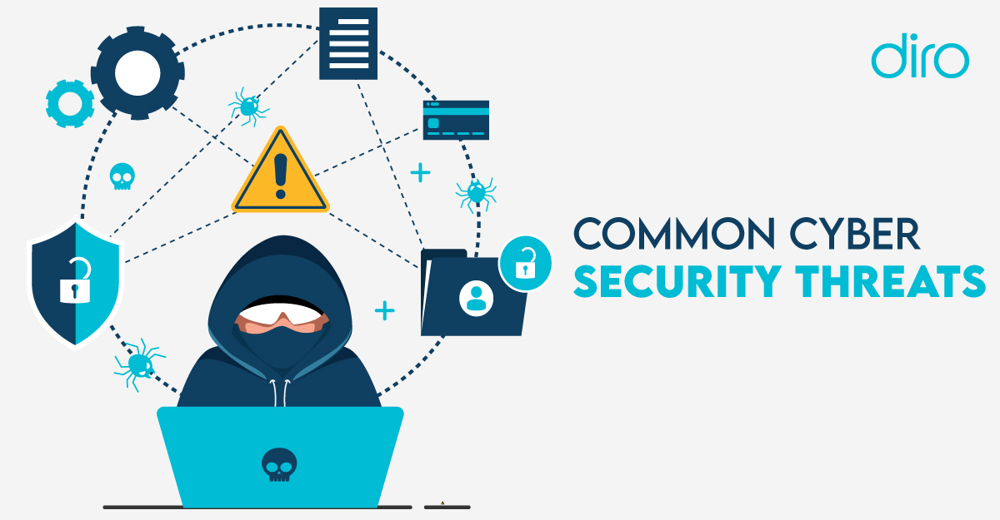 diro
COMMON CYBER
SECURITY THREATS